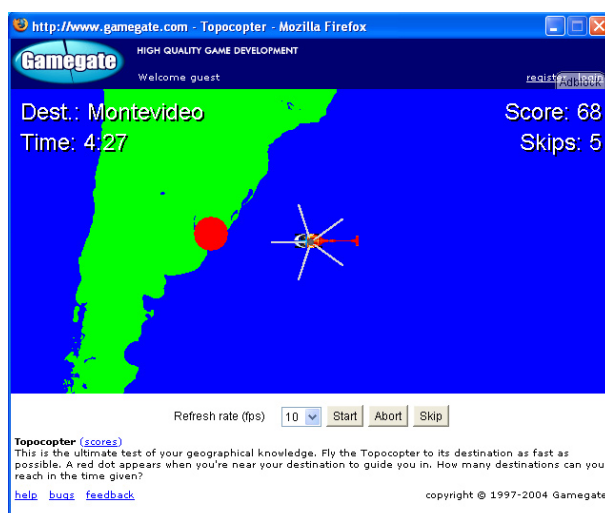 http://www.gamegate.com - Topocopter - Mozilla Firefox
Gamegate
HIGH QUALITY GAME DEVELOPMENT
Welcome guest
register login
Adblock
Dest.: Montevideo
Score: 68
Time: 4:27
Skips: 5
Refresh rate (fps) 10 Start Abort Skip
Topocopter (scores)
This is the ultimate test of your geographical knowledge. Fly the Topocopter to its destination as fast as
possible. A red dot appears when you're near your destination to guide you in. How many destinations can you
reach in the time given?
help bugs feedback
copyright © 1997-2004 Gamegate